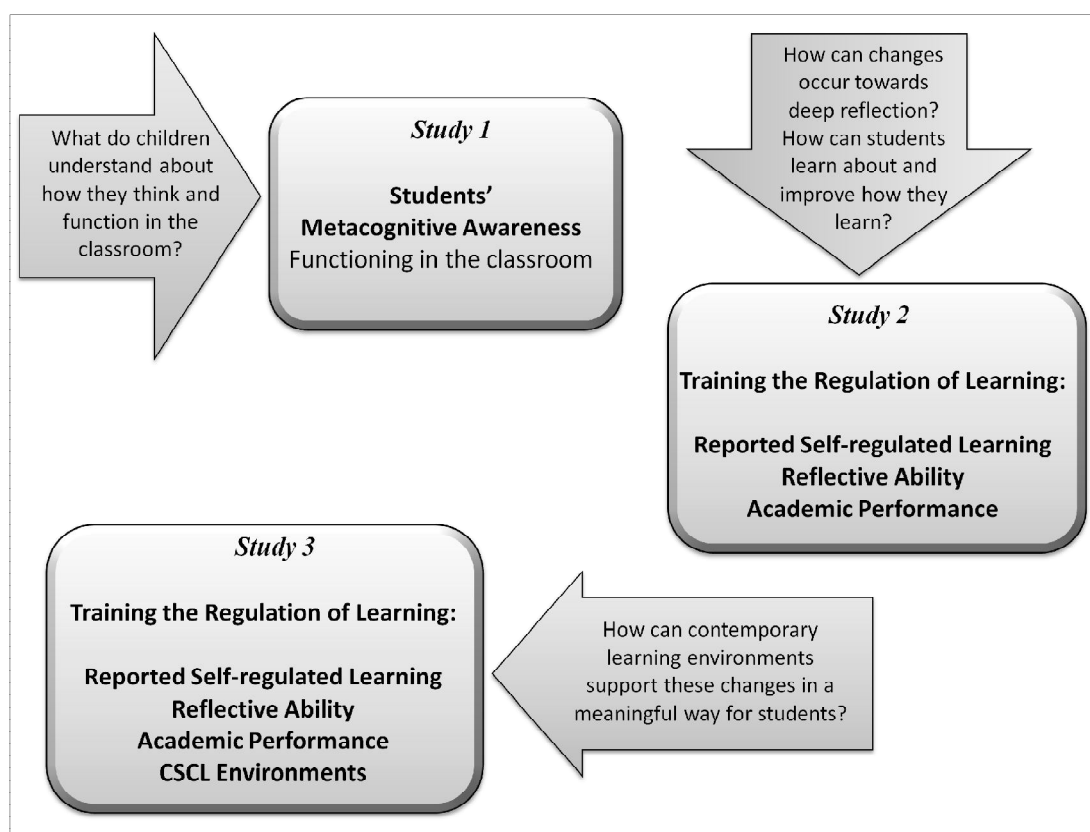 What do children
understand about
how they think and
function in the
classroom?
Study 1
Students’
Metacognitive Awareness
Functioning in the classroom
How can changes
occur towards
deep reflection?
How can students
learn about and
improve how they
learn?
Study 2
Training the Regulation of Learning:
Reported Self-regulated Learning
Reflective Ability
Academic Performance
Study 3
Training the Regulation of Learning:
Reported Self-regulated Learning
Reflective Ability
Academic Performance
CSCL Environments
How can contemporary
learning environments
support these changes in a
meaningful way for students?